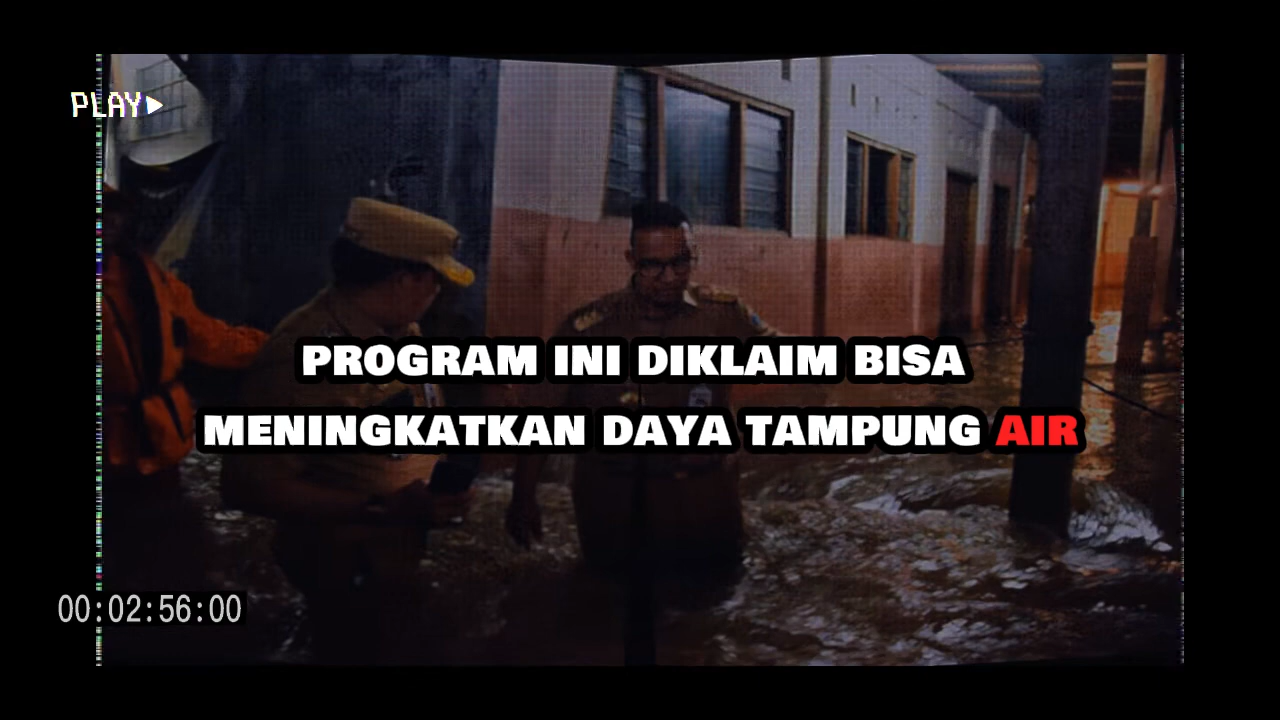 PLAY
PROGRAM INI DIKLAIM BISA
MENINGKATKAN DAYA TAMPUNG AIR
00:02:56:00